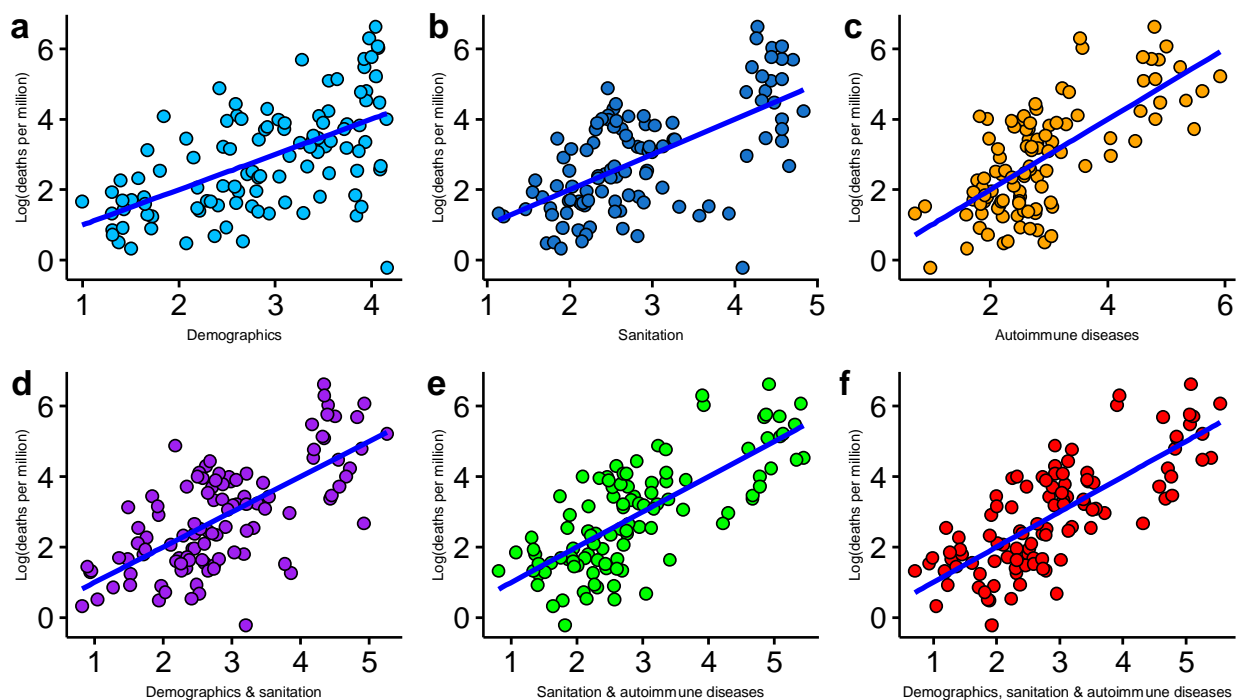 a
Log(deaths per million)
6
4
2
0
1
2
3
4
Demographics
b
Log(deaths per million)
6
4
2
0
1
2
3
4
5
Sanitation
c
Log(deaths per million)
6
4
2
0
2
4
6
Autoimmune diseases
d
Log(deaths per million)
6
4
2
0
1
2
3
4
5
Demographics & sanitation
e
Log(deaths per million)
6
4
2
0
1
2
3
4
5
Sanitation & autoimmune diseases
f
Log(deaths per million)
6
4
2
0
1
2
3
4
5
Demographics, sanitation & autoimmune diseases